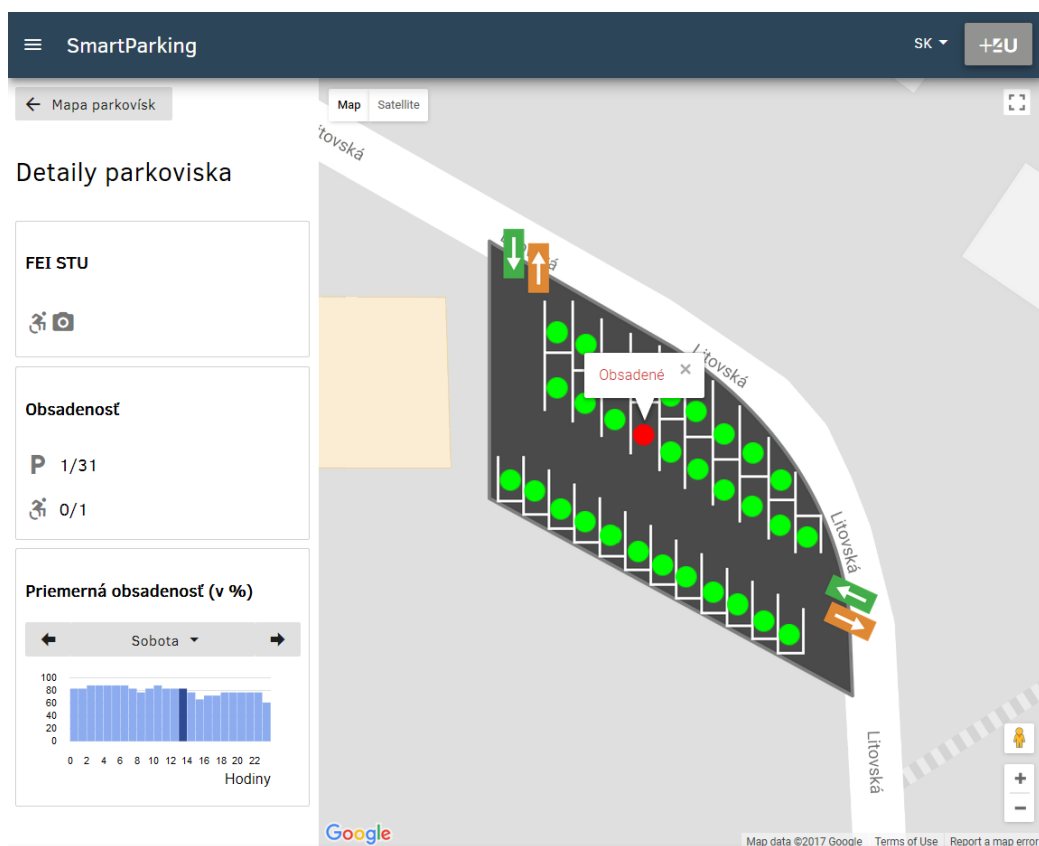 SmartParking
SK
+4U
Mapa parkovísk
Map
Satellite
Detaily parkoviska
FEI STU
Obsadenosť
P 1/31
0/1
Priemerná obsadenosť (v %)
Sobota
100
80
60
40
20
0
0 2 4 6 8 10 12 14 16 18 20 22
Hodiny
Obsadené ×
Litovská
Litovská
Litovská
+
−
Google
Map data ©2017 Google
Terms of Use
Report a map error